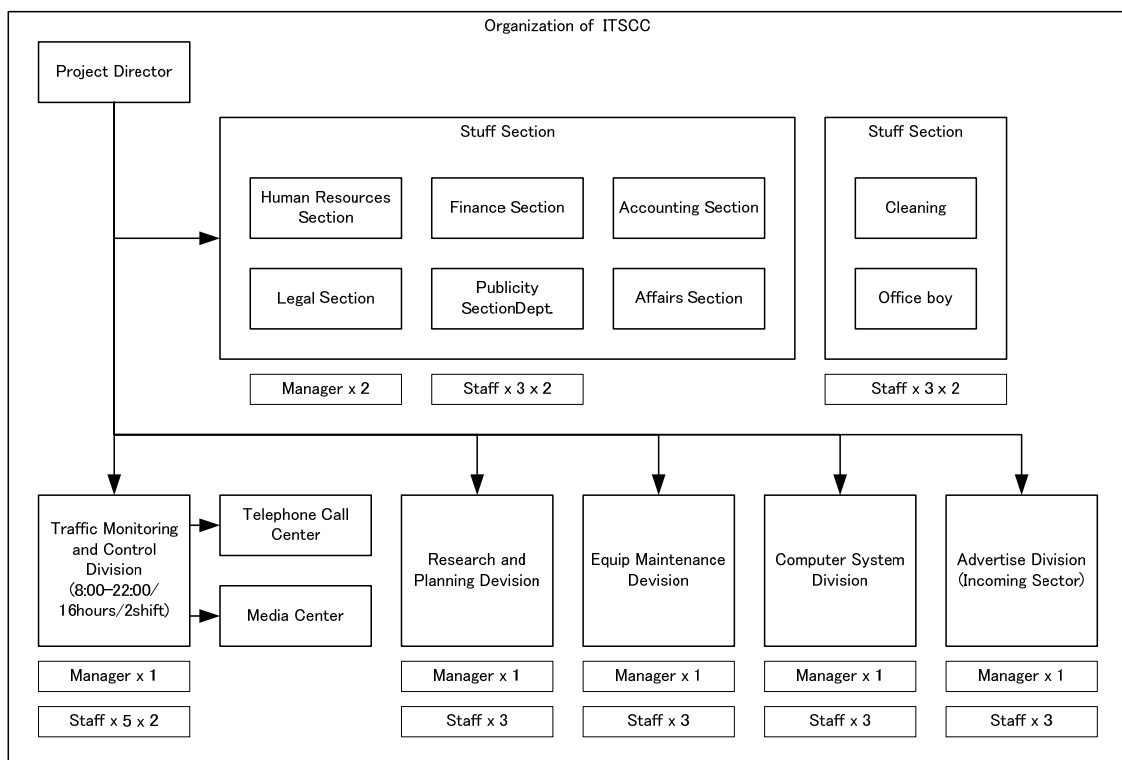 Organization of ITSCC
Project Director
Stuff Section
Human Resources
Section
Finance Section
Accounting Section
Legal Section
Publicity
SectionDept.
Affairs Section
Manager x 2
Staff x 3 x 2
Stuff Section
Cleaning
Office boy
Staff x 3 x 2
Traffic Monitoring
and Control
Division
(8:00-22:00/
16hours/2shift)
Manager x 1
Staff x 5 x 2
Telephone Call
Center
Media Center
Research and
Planning Devision
Manager x 1
Staff x 3
Equip Maintenance
Devision
Manager x 1
Staff x 3
Computer System
Division
Manager x 1
Staff x 3
Advertise Division
(Incoming Sector)
Manager x 1
Staff x 3